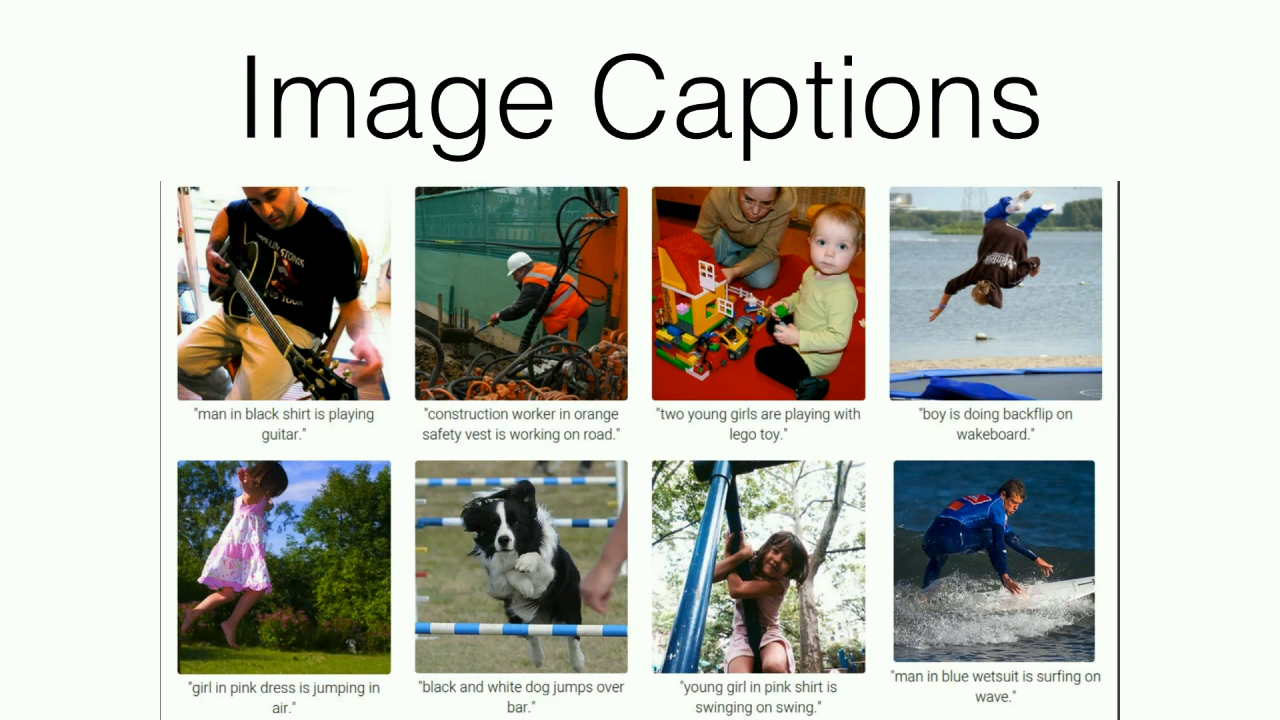 Image Captions
"man in black shirt is playing
guitar."
"construction worker in orange
safety vest is working on road."
"two young girls are playing with
lego toy."
"boy is doing backflip on
wakeboard."
"girl in pink dress is jumping in
air."
"black and white dog jumps over
bar."
"young girl in pink shirt is
swinging on swing."
"man in blue wetsuit is surfing on
wave."